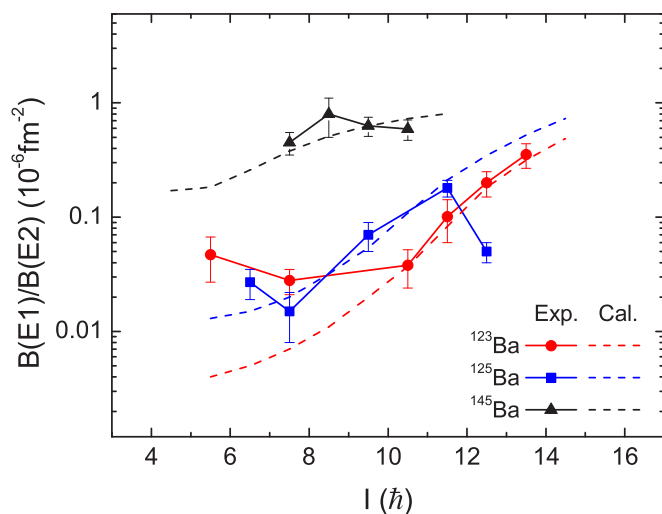 B(E1)/B(E2) (10⁻⁶fm⁻²)
1
0.1
0.01
Exp. Cal.
¹²³Ba
¹²⁵Ba
¹⁴⁵Ba
4 6 8 10 12 14 16
I (ħ)